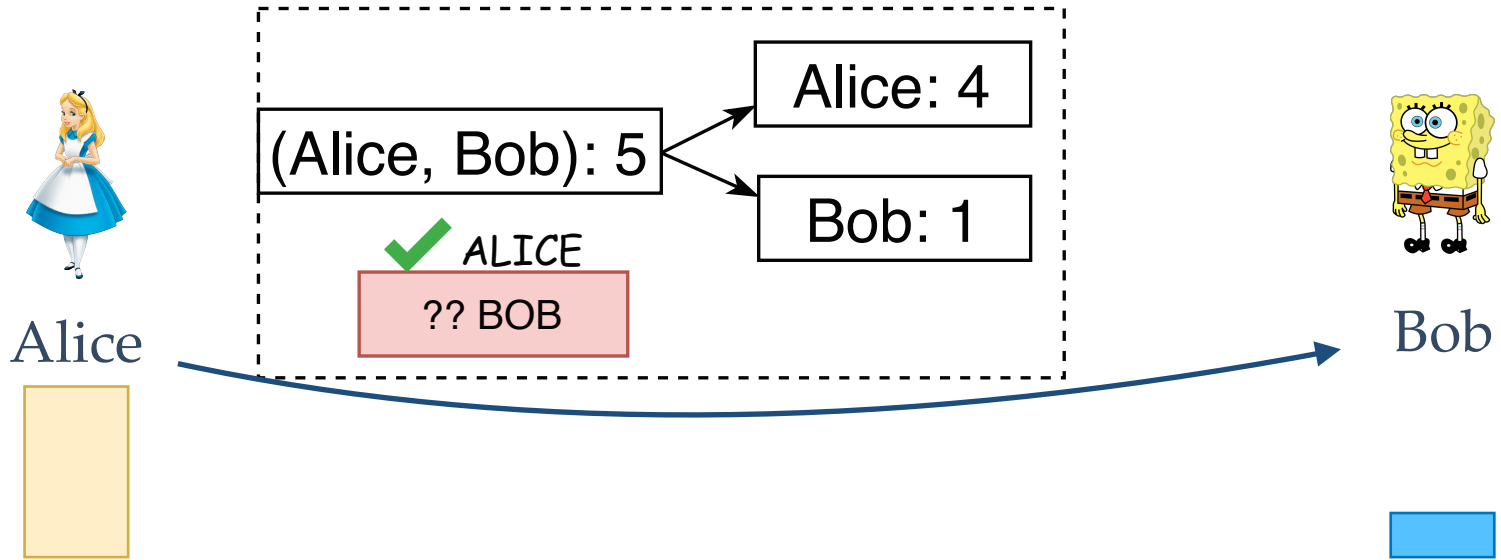 Alice: 4
(Alice, Bob): 5
Bob: 1
ALICE
?? BOB
Alice
Bob